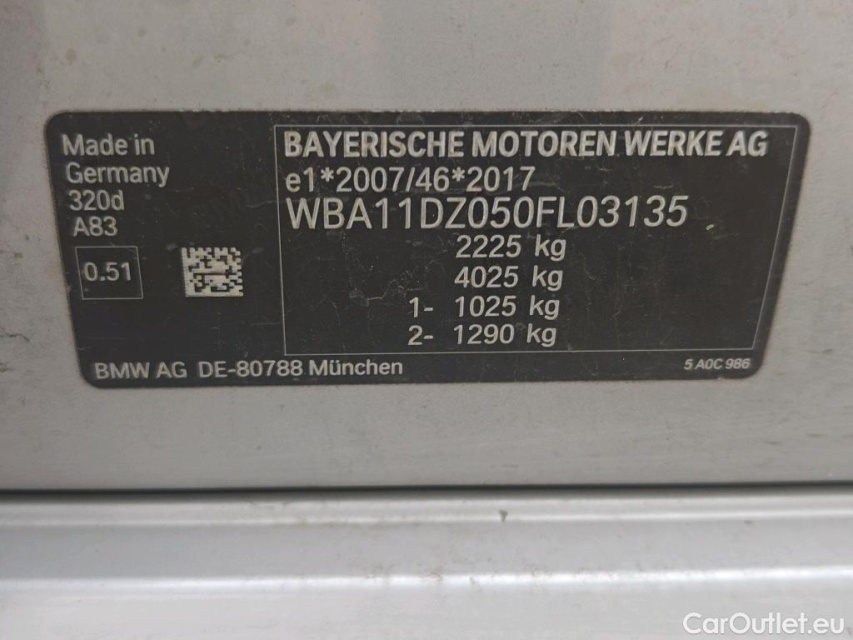 Made in
Germany
320d
A83
0.51
BAYERISCHE MOTOREN WERKE AG
e1*2007/46*2017
WBA11DZ050FL03135
2225 kg
4025 kg
1- 1025 kg
2- 1290 kg
BMW AG DE-80788 München
5 A0C 986
CarOutlet.eu